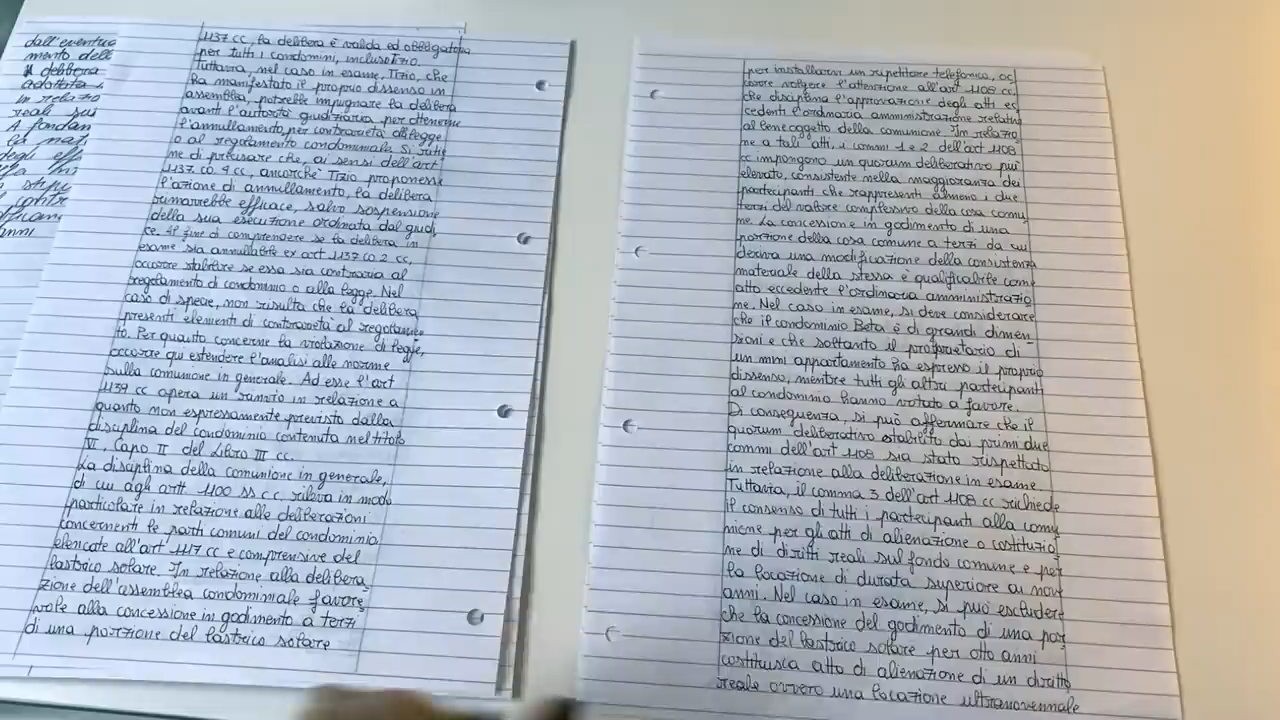 dall'eventua
mento dell
delibera
adottata i
in relazio
reali sui
A fondam
la nat
degli eff
contr
anni
1137 cc, la delibera è valida ed obbligatoria
per tutti i condomini, incluso Tizio.
Tuttavia, nel caso in esame, Tizio, che
ha manifestato il proprio dissenso in
assemblea, potrebbe impugnare la delibera
avanti l'autorità giudiziaria per ottenerne
l'annullamento per contrarietà alla legge
o al regolamento condominiale. Si ritie
ne di precisare che, ai sensi dell'art
1137 co. 4 cc, ancorchè Tizio proponesse
l'azione di annullamento, la delibera
rimarrebbe efficace, salvo sospensione
della sua esecuzione ordinata dal giudi
ce. Al fine di comprendere se la delibera in
esame sia annullabile ex art 1137 co 2 cc,
occorre stabilire se essa sia contraria al
regolamento di condominio o alla legge. Nel
caso di specie, non risulta che la delibera
presenti elementi di contrarietà al regolamen
to. Per quanto concerne la violazione di legge,
occorre qui estendere l'analisi alle norme
sulla comunione in generale. Ad esse l'art
1139 cc opera un rinvio in relazione a
quanto non espressamente previsto dalla
disciplina del condominio contenuta nel titolo
VII, Capo II del Libro III cc.
La disciplina della comunione in generale,
di cui agli artt 1100 ss cc. rileva in modo
particolare in relazione alle deliberazioni
concernenti le parti comuni del condominio,
elencate all'art 1117 cc e comprensive del
lastrico solare. In relazione alla delibera
zione dell'assemblea condominiale favore
vole alla concessione in godimento a terzi
di una porzione del lastrico solare
per installarvi un ripetitore telefonico, oc
corre volgere l'attenzione all'art 1108 cc
che disciplina l'approvazione degli atti ec
cedenti l'ordinaria amministrazione relativi
al bene oggetto della comunione. In relazio
ne a tali atti, i commi 1 e 2 dell'art 1108
cc impongono un quorum deliberativo più
elevato, consistente nella maggioranza dei
partecipanti che rappresenti almeno i due
terzi del valore complessivo della cosa comu
ne. La concessione in godimento di una
porzione della cosa comune a terzi da cui
deriva una modificazione della consistenza
materiale della stessa è qualificabile come
atto eccedente l'ordinaria amministrazio
ne. Nel caso in esame, si deve considerare
che il condominio Beta è di grandi dimen
sioni e che soltanto il proprietario di
un mini appartamento ha espresso il proprio
dissenso, mentre tutti gli altri partecipanti
al condominio hanno votato a favore.
Di conseguenza, si può affermare che il
quorum deliberativo stabilito dai primi due
commi dell'art 1108 sia stato rispettato
in relazione alla deliberazione in esame.
Tuttavia, il comma 3 dell'art 1108 cc richiede
il consenso di tutti i partecipanti alla comu
nione per gli atti di alienazione o costituzio
ne di diritti reali sul fondo comune e per
la locazione di durata superiore ai nove
anni. Nel caso in esame, si può escludere
che la concessione del godimento di una por
zione del lastrico solare per otto anni
costituisca atto di alienazione di un diritto
reale ovvero una locazione ultranovennale